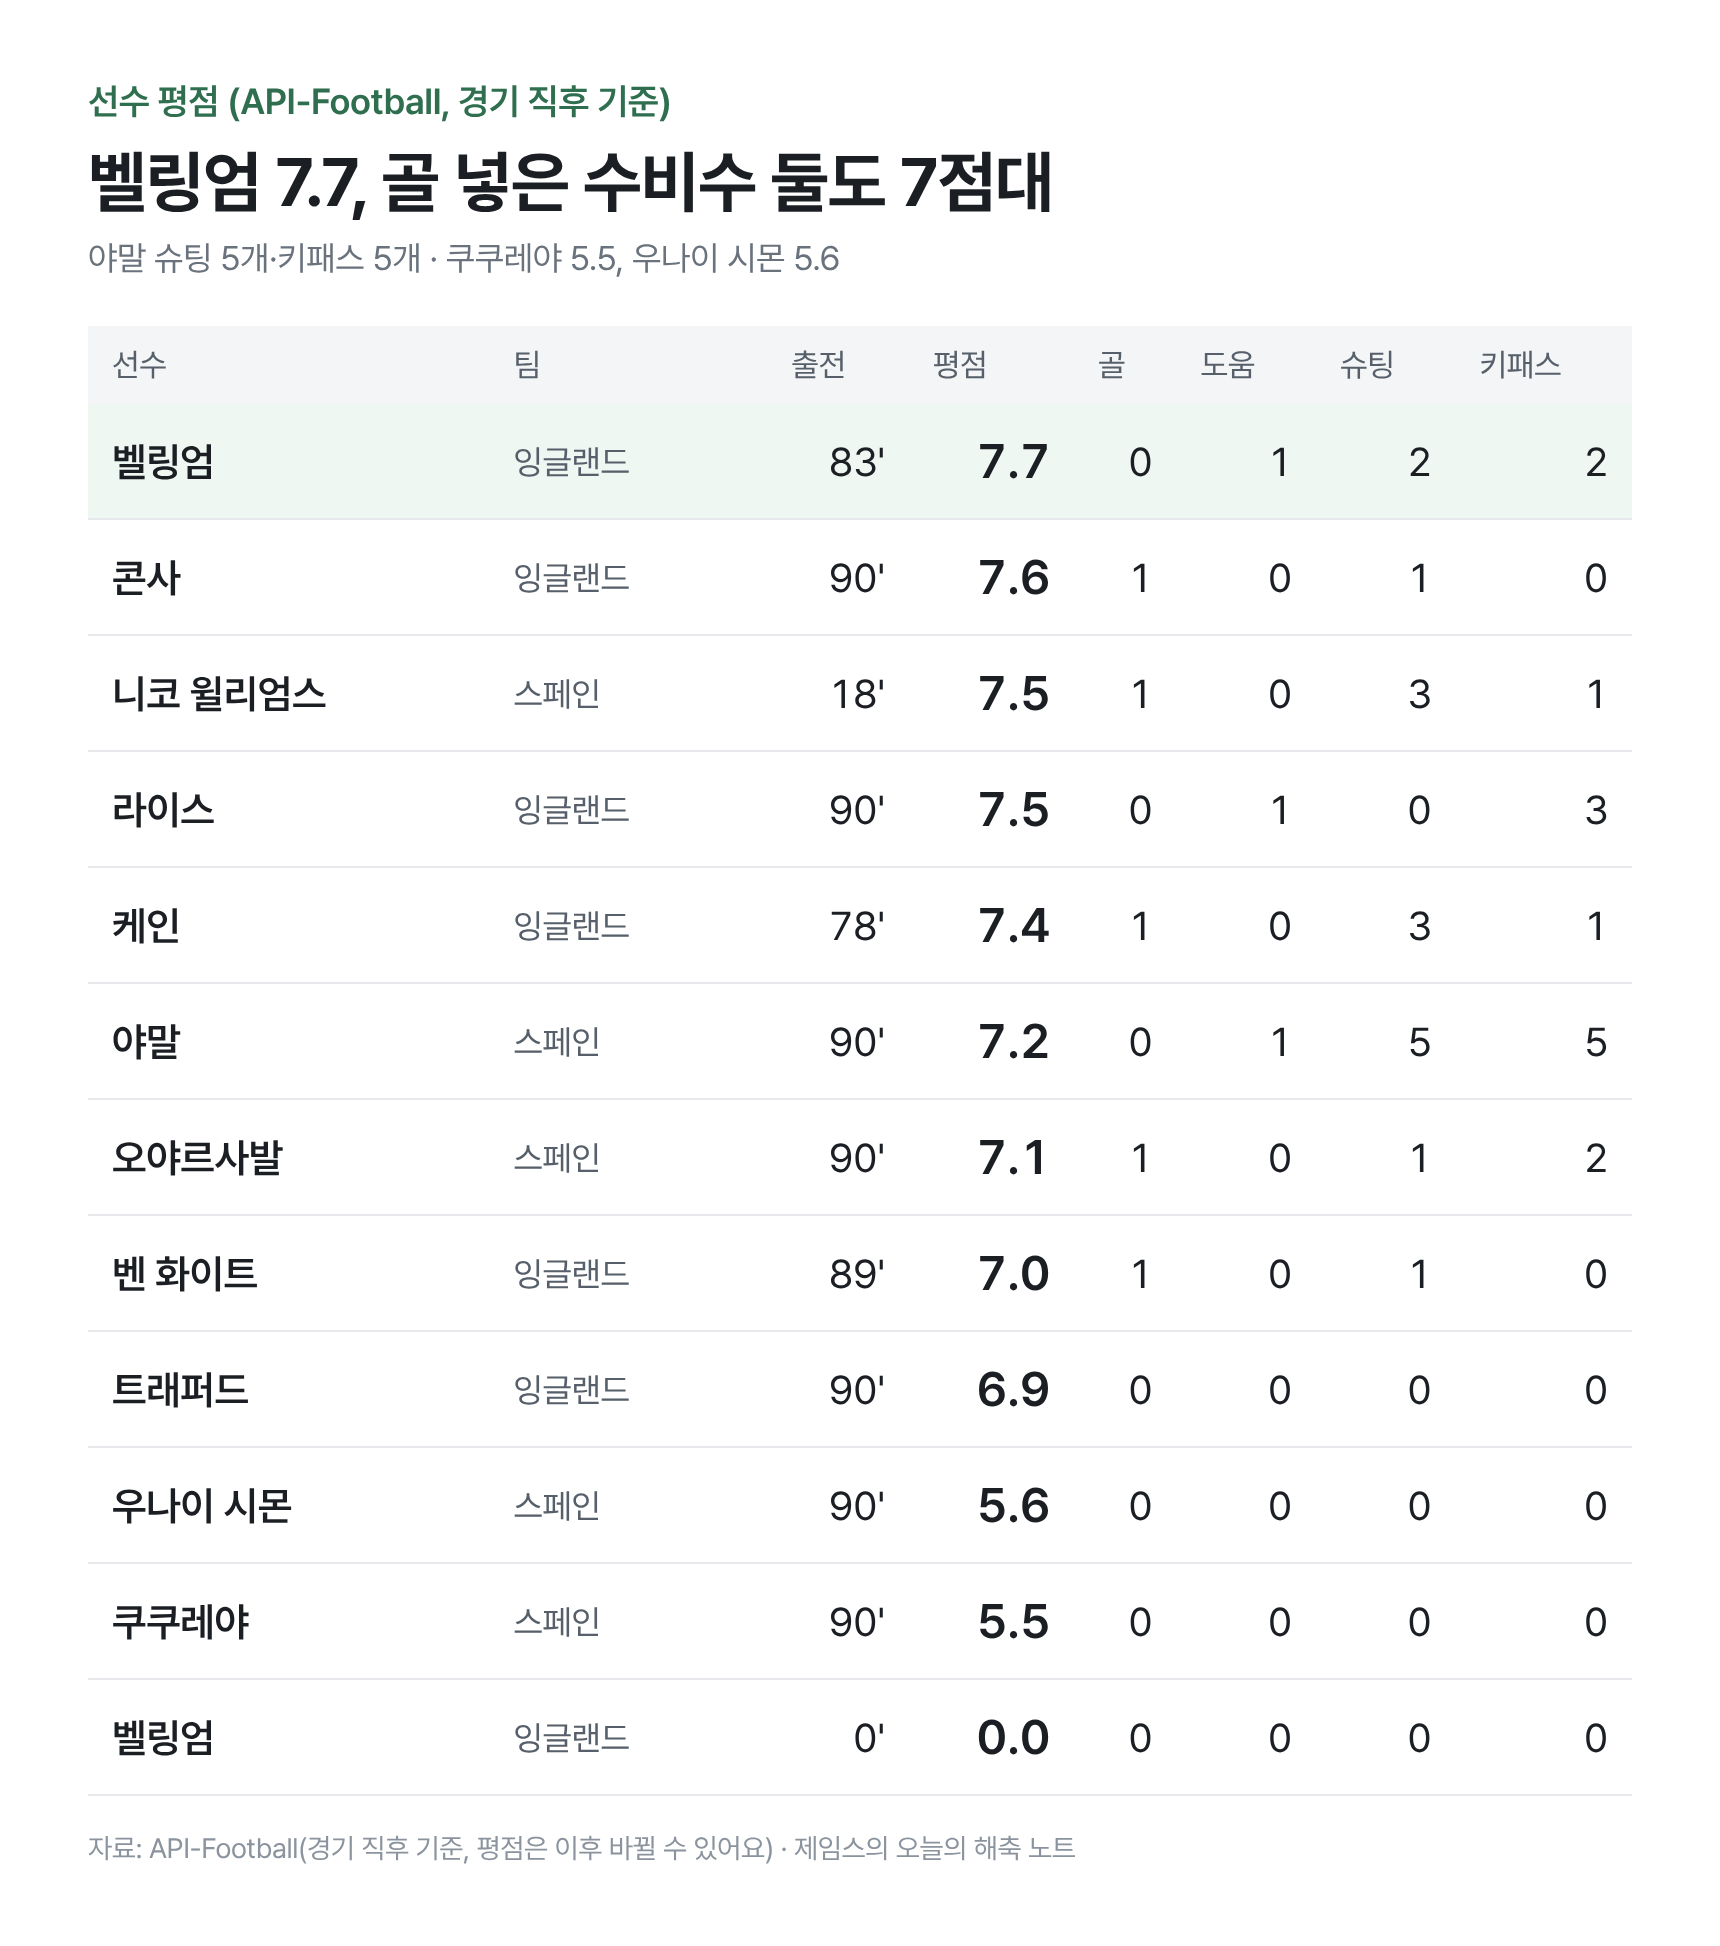 선수 평점 (API-Football, 경기 직후 기준)
벨링엄 7.7, 골 넣은 수비수 둘도 7점대
야말 슈팅 5개·키패스 5개 · 쿠쿠레야 5.5, 우나이 시몬 5.6
선수 팀 출전 평점 골 도움 슈팅 키패스
벨링엄 잉글랜드 83' 7.7 0 1 2 2
콘사 잉글랜드 90' 7.6 1 0 1 0
니코 윌리엄스 스페인 18' 7.5 1 0 3 1
라이스 잉글랜드 90' 7.5 0 1 0 3
케인 잉글랜드 78' 7.4 1 0 3 1
야말 스페인 90' 7.2 0 1 5 5
오야르사발 스페인 90' 7.1 1 0 1 2
벤 화이트 잉글랜드 89' 7.0 1 0 1 0
트래퍼드 잉글랜드 90' 6.9 0 0 0 0
우나이 시몬 스페인 90' 5.6 0 0 0 0
쿠쿠레야 스페인 90' 5.5 0 0 0 0
벨링엄 잉글랜드 0' 0.0 0 0 0 0
자료: API-Football(경기 직후 기준, 평점은 이후 바뀔 수 있어요) · 제임스의 오늘의 해축 노트